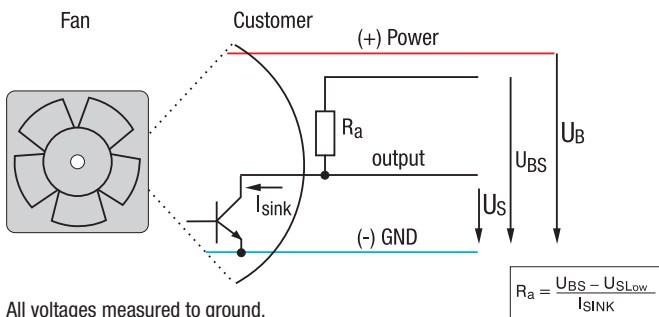 Fan
Customer
(+) Power
Ra
output
Isink
US
UBS
UB
(-) GND
All voltages measured to ground.
Ra = (UBS – USLow) / ISINK